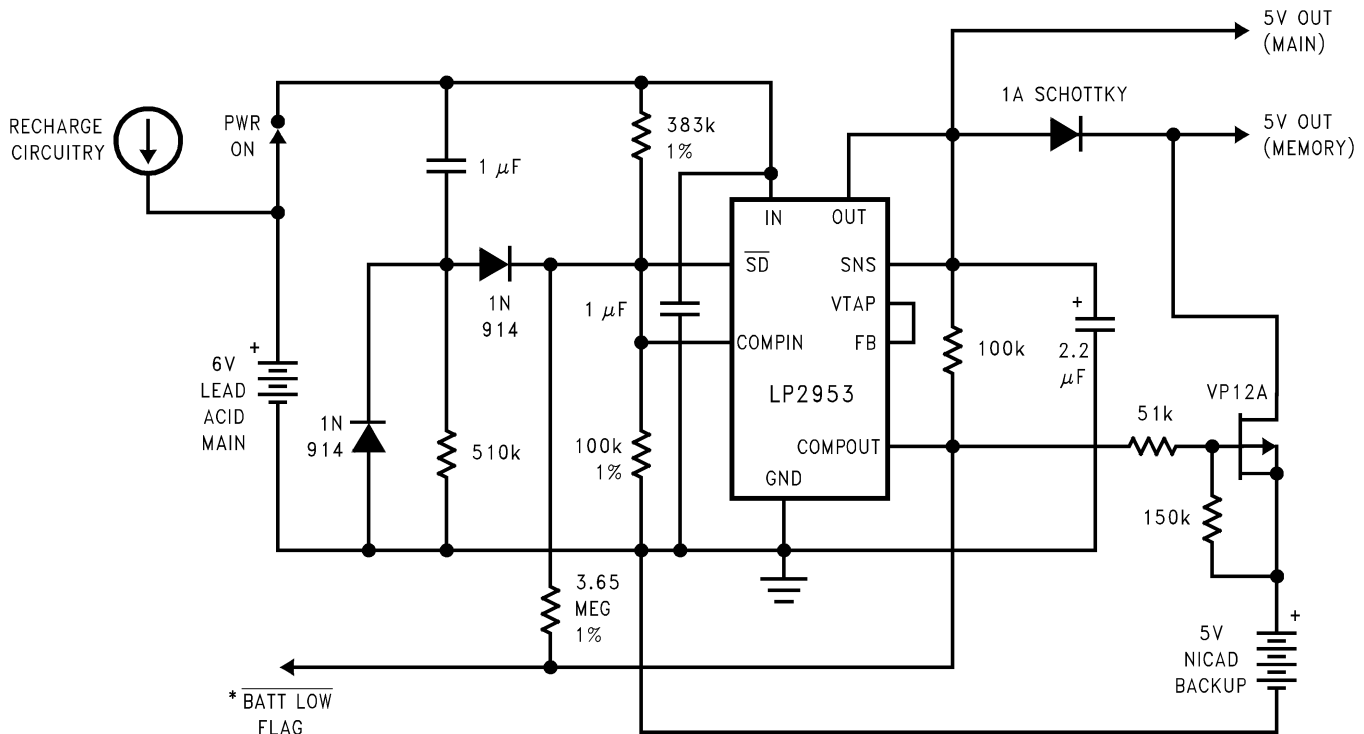 5V OUT
(MAIN)
1A SCHOTTKY
RECHARGE
CIRCUITRY
PWR
ON
383k
1%
5V OUT
(MEMORY)
1 μF
IN
OUT
SD
SNS
1N
914
1 μF
VTAP
FB
COMPIN
100k
+
2.2
μF
+
6V
LEAD
ACID
MAIN
LP2953
VP12A
1N
914
510k
100k
1%
COMPOUT
51k
GND
150k
3.65
MEG
1%
+
5V
NICAD
BACKUP
* BATT LOW
FLAG